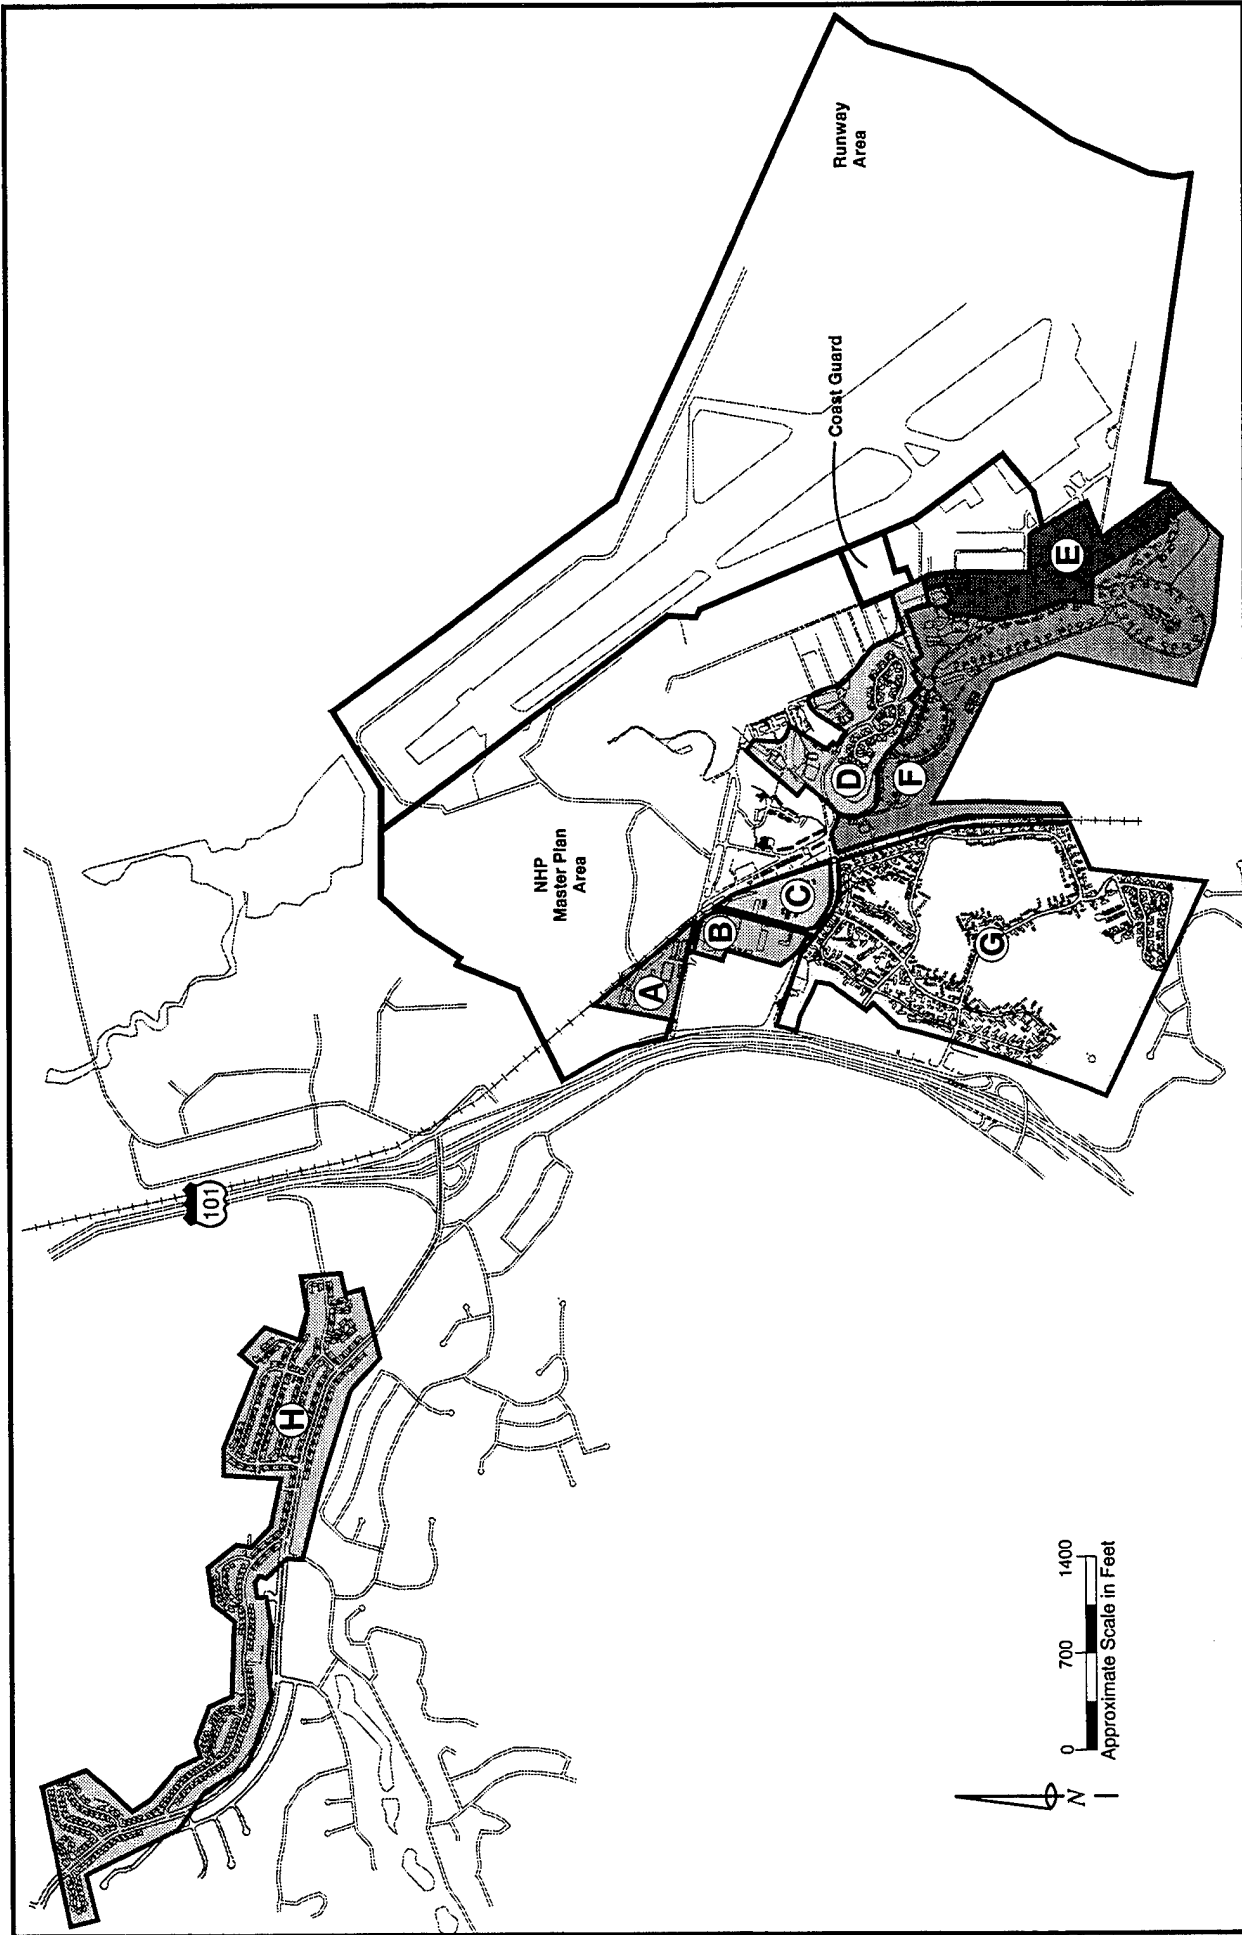 Runway
Area
Coast Guard
NHP
Master Plan
Area
101
A
B
C
D
E
F
G
H
0 700 1400
Approximate Scale in Feet
N